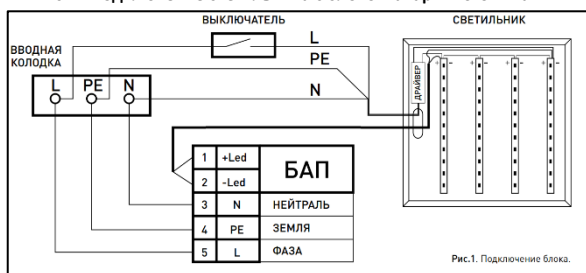 ВЫКЛЮЧАТЕЛЬ
СВЕТИЛЬНИК
ВВОДНАЯ
КОЛОДКА
L
PE
N
L PE N
ДРАЙВЕР
+ - + - + - + -
1 +Led
2 -Led
БАП
3 N НЕЙТРАЛЬ
4 PE ЗЕМЛЯ
5 L ФАЗА
Рис.1. Подключение блока.